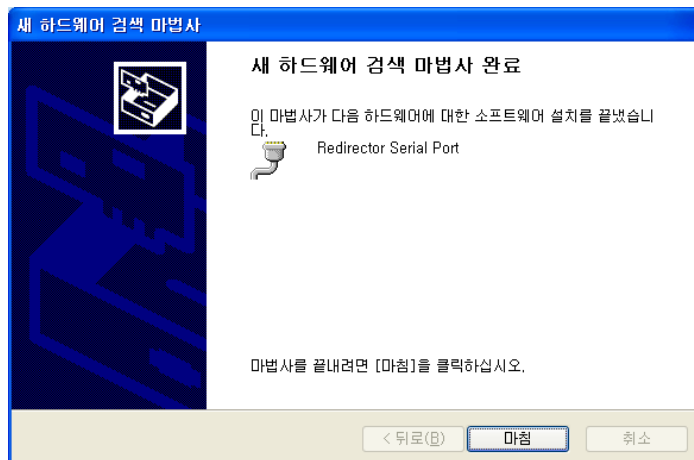 새 하드웨어 검색 마법사
새 하드웨어 검색 마법사 완료
이 마법사가 다음 하드웨어에 대한 소프트웨어 설치를 끝냈습니
다.
Redirector Serial Port
마법사를 끝내려면 [마침]을 클릭하십시오.
< 뒤로(B) 마침 취소